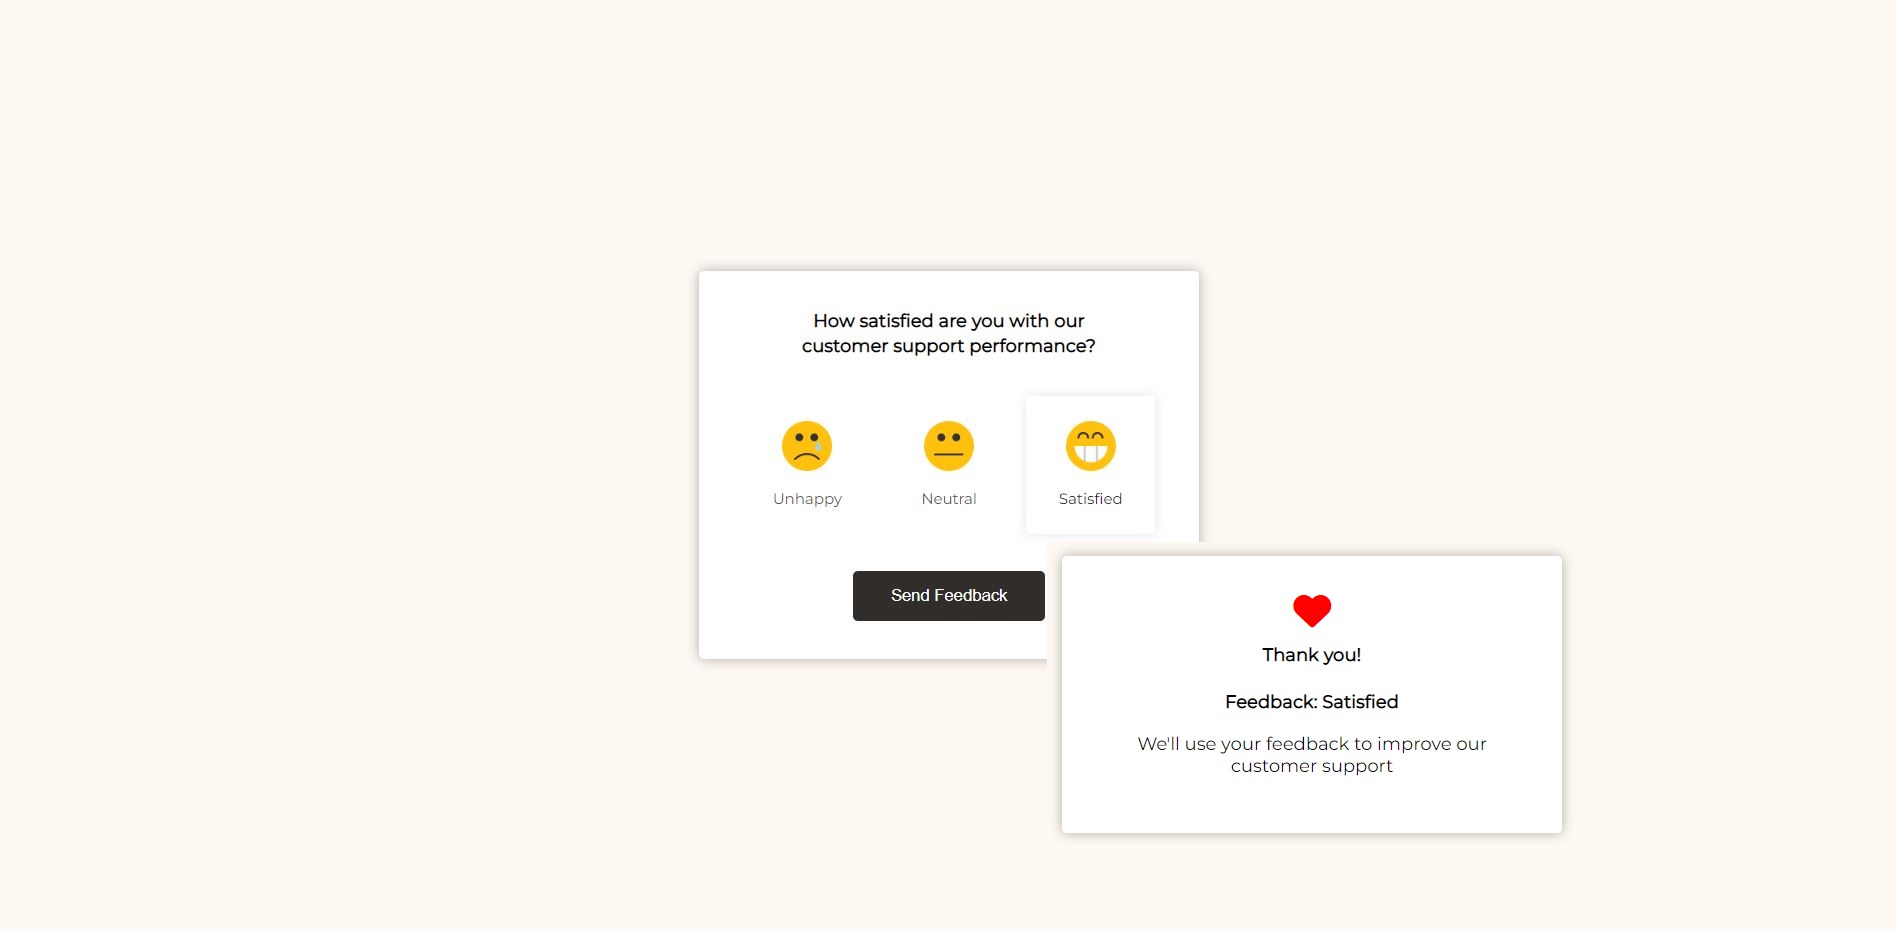 How satisfied are you with our
customer support performance?
Unhappy
Neutral
Satisfied
Send Feedback
Thank you!
Feedback: Satisfied
We'll use your feedback to improve our
customer support